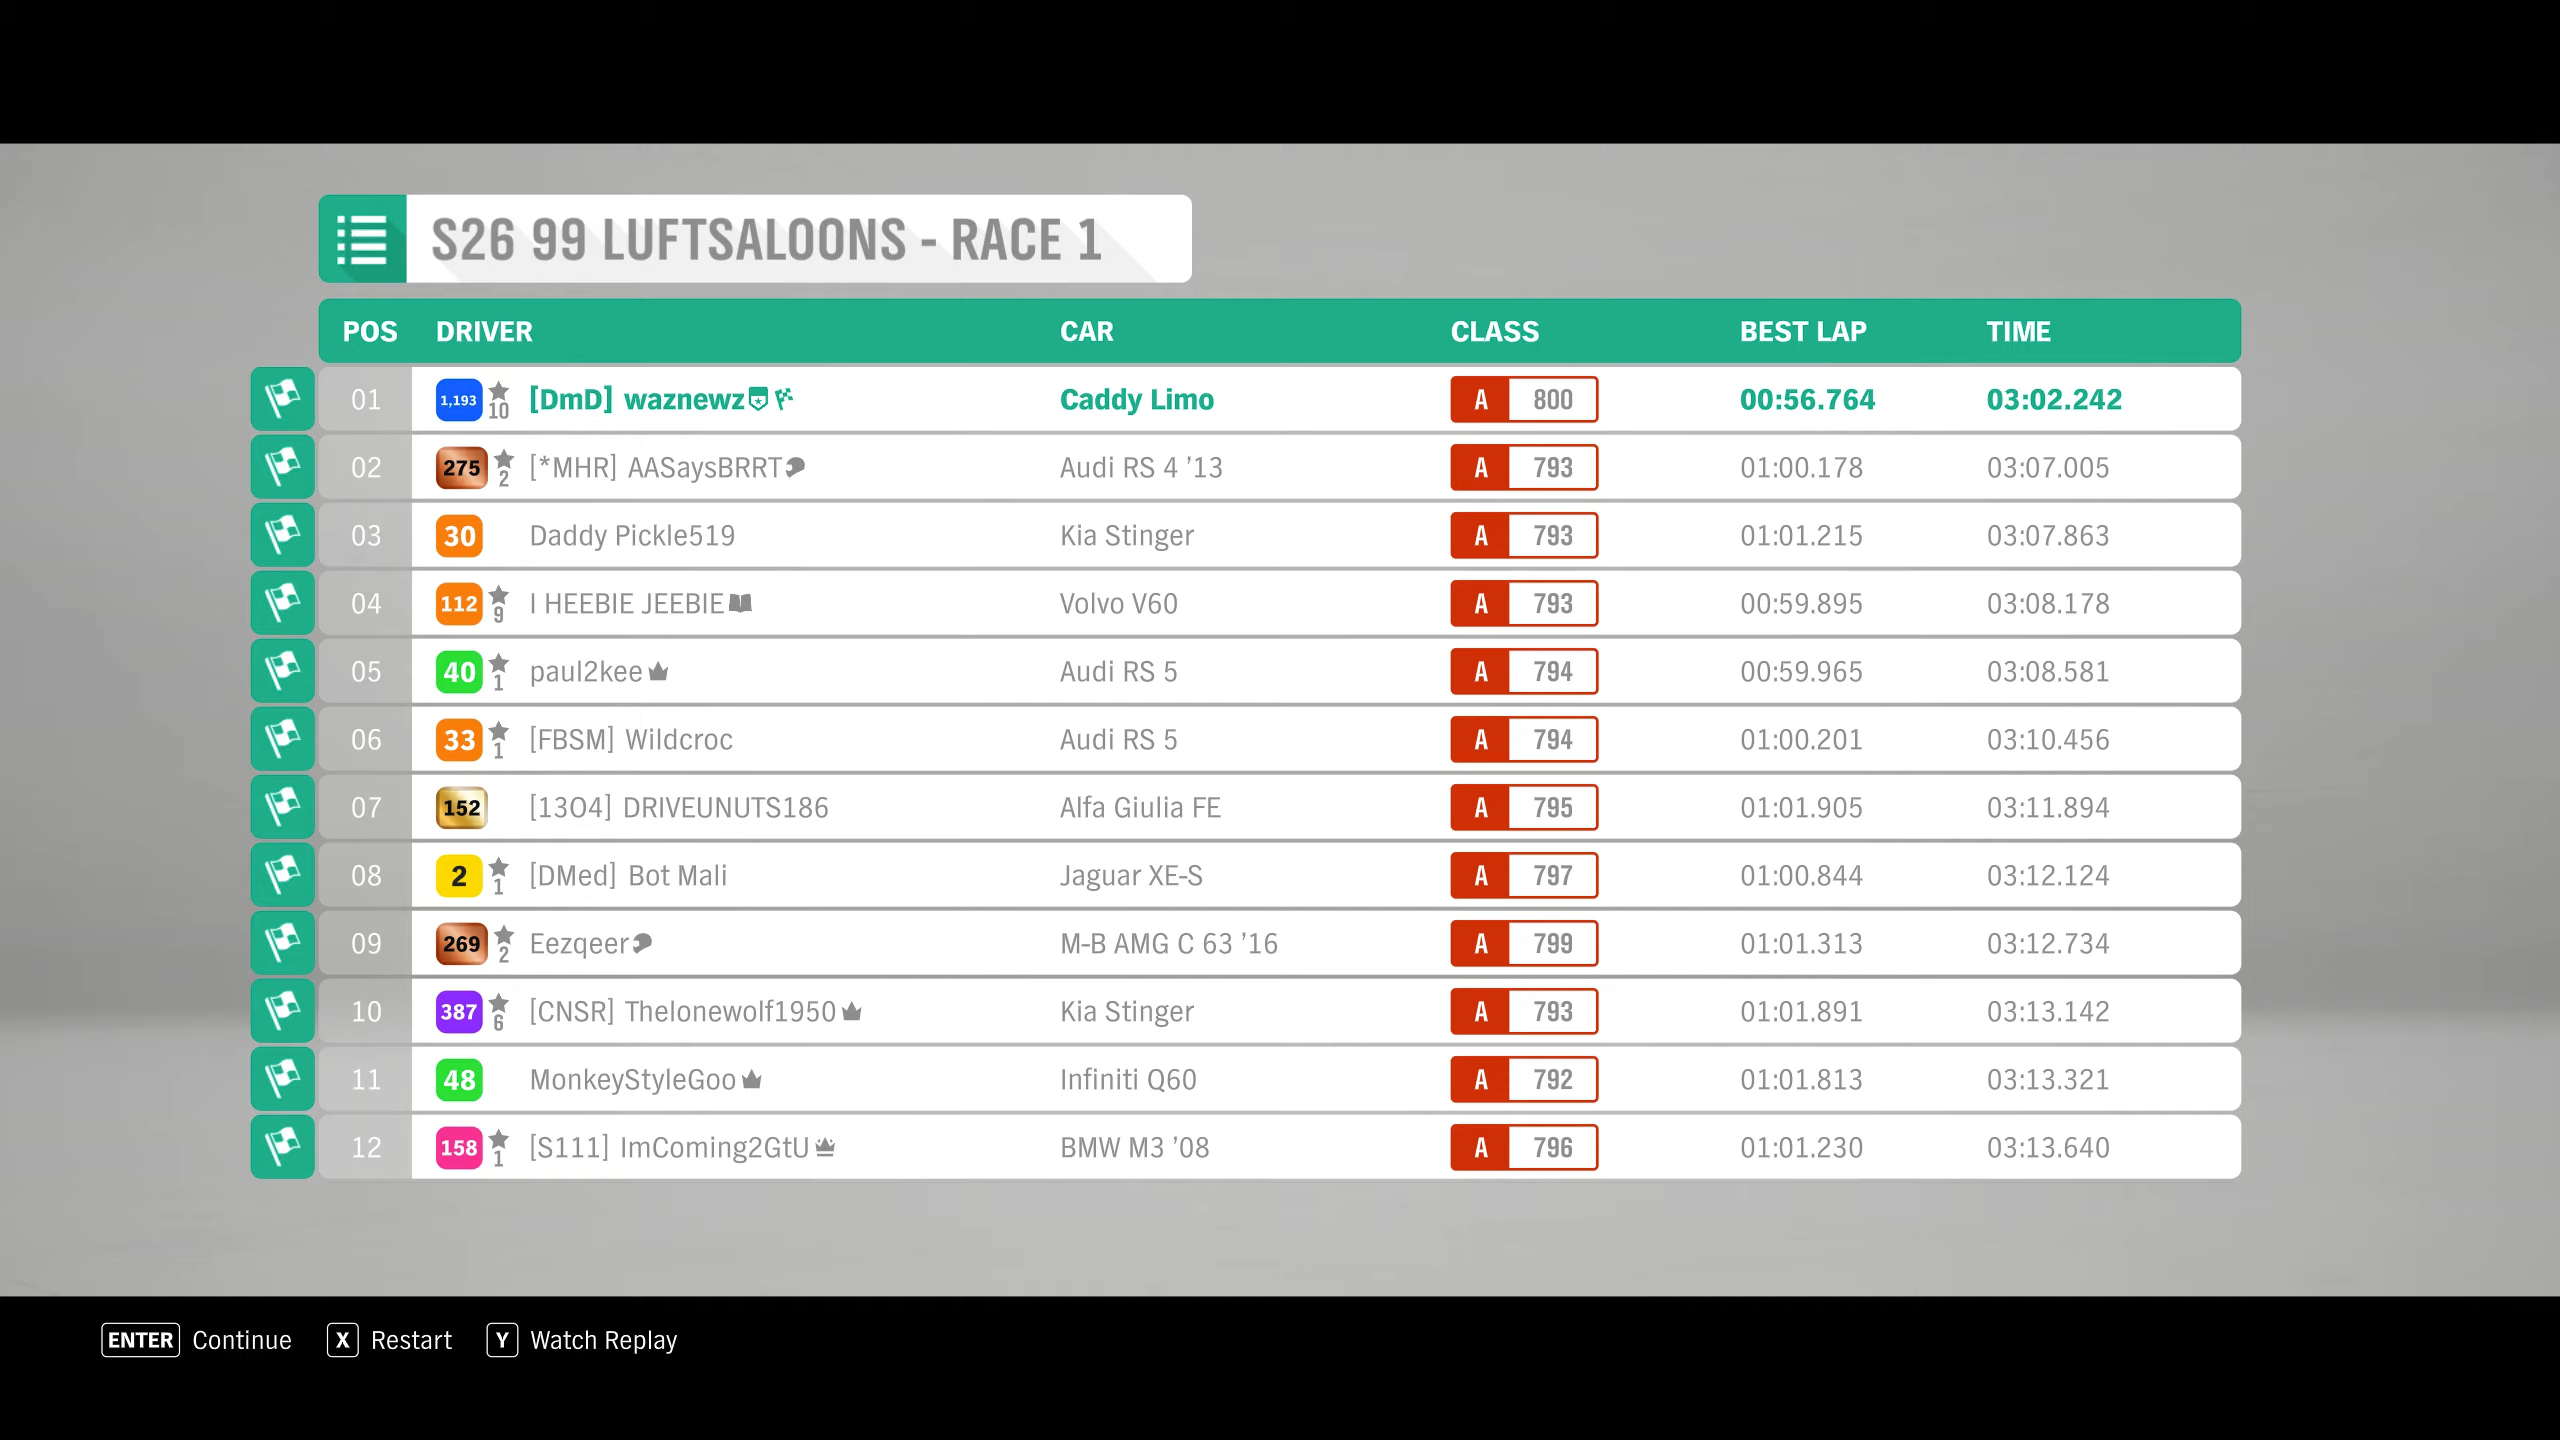 S26 99 LUFTSALOONS - RACE 1
POS DRIVER CAR CLASS BEST LAP TIME
01 1,193 10 [DmD] waznewz Caddy Limo A 800 00:56.764 03:02.242
02 275 2 [*MHR] AASaysBRRT Audi RS 4 ’13 A 793 01:00.178 03:07.005
03 30 Daddy Pickle519 Kia Stinger A 793 01:01.215 03:07.863
04 112 9 I HEEBIE JEEBIE Volvo V60 A 793 00:59.895 03:08.178
05 40 1 paul2kee Audi RS 5 A 794 00:59.965 03:08.581
06 33 1 [FBSM] Wildcroc Audi RS 5 A 794 01:00.201 03:10.456
07 152 [13O4] DRIVEUNUTS186 Alfa Giulia FE A 795 01:01.905 03:11.894
08 2 1 [DMed] Bot Mali Jaguar XE-S A 797 01:00.844 03:12.124
09 269 2 Eezqeer M-B AMG C 63 ’16 A 799 01:01.313 03:12.734
10 387 6 [CNSR] Thelonewolf1950 Kia Stinger A 793 01:01.891 03:13.142
11 48 MonkeyStyleGoo Infiniti Q60 A 792 01:01.813 03:13.321
12 158 1 [S111] ImComing2GtU BMW M3 ’08 A 796 01:01.230 03:13.640
ENTER Continue X Restart Y Watch Replay